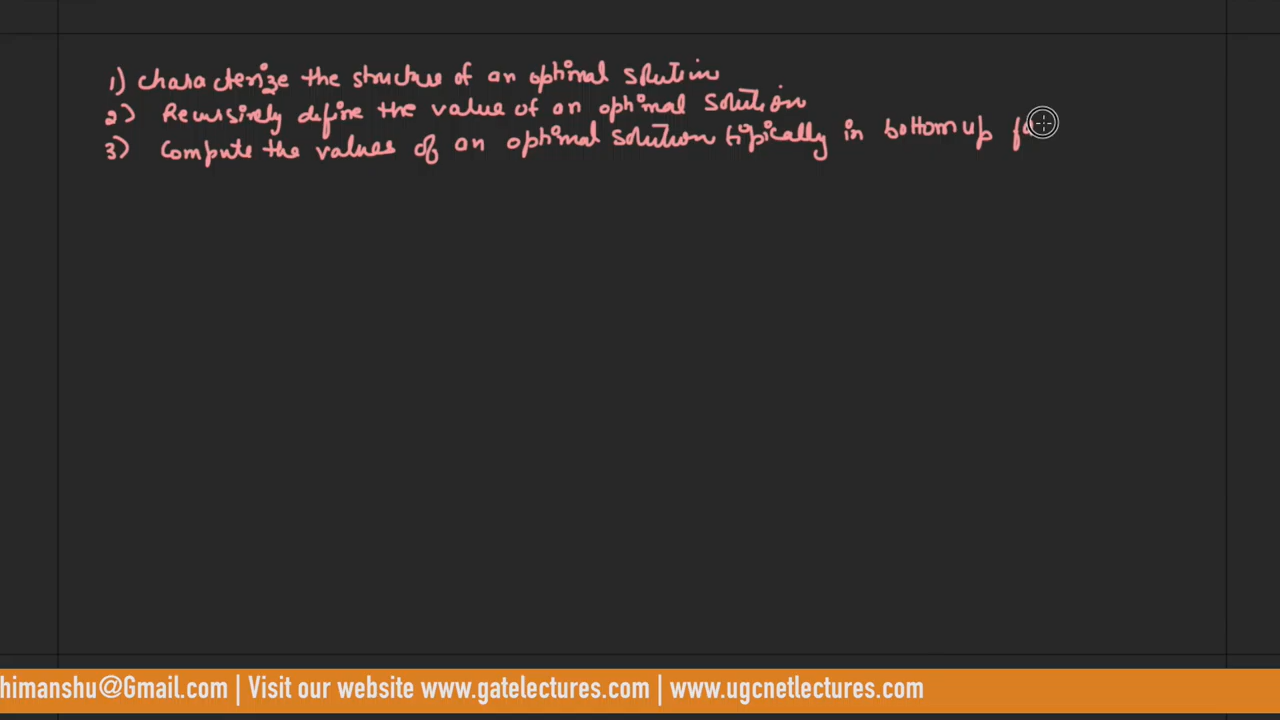 1) characterize the structure of an optimal solution
2) Recursively define the value of an optimal solution
3) compute the values of an optimal solution tipically in bottom up
himanshu@Gmail.com | Visit our website www.gatelectures.com | www.ugcnetlectures.com